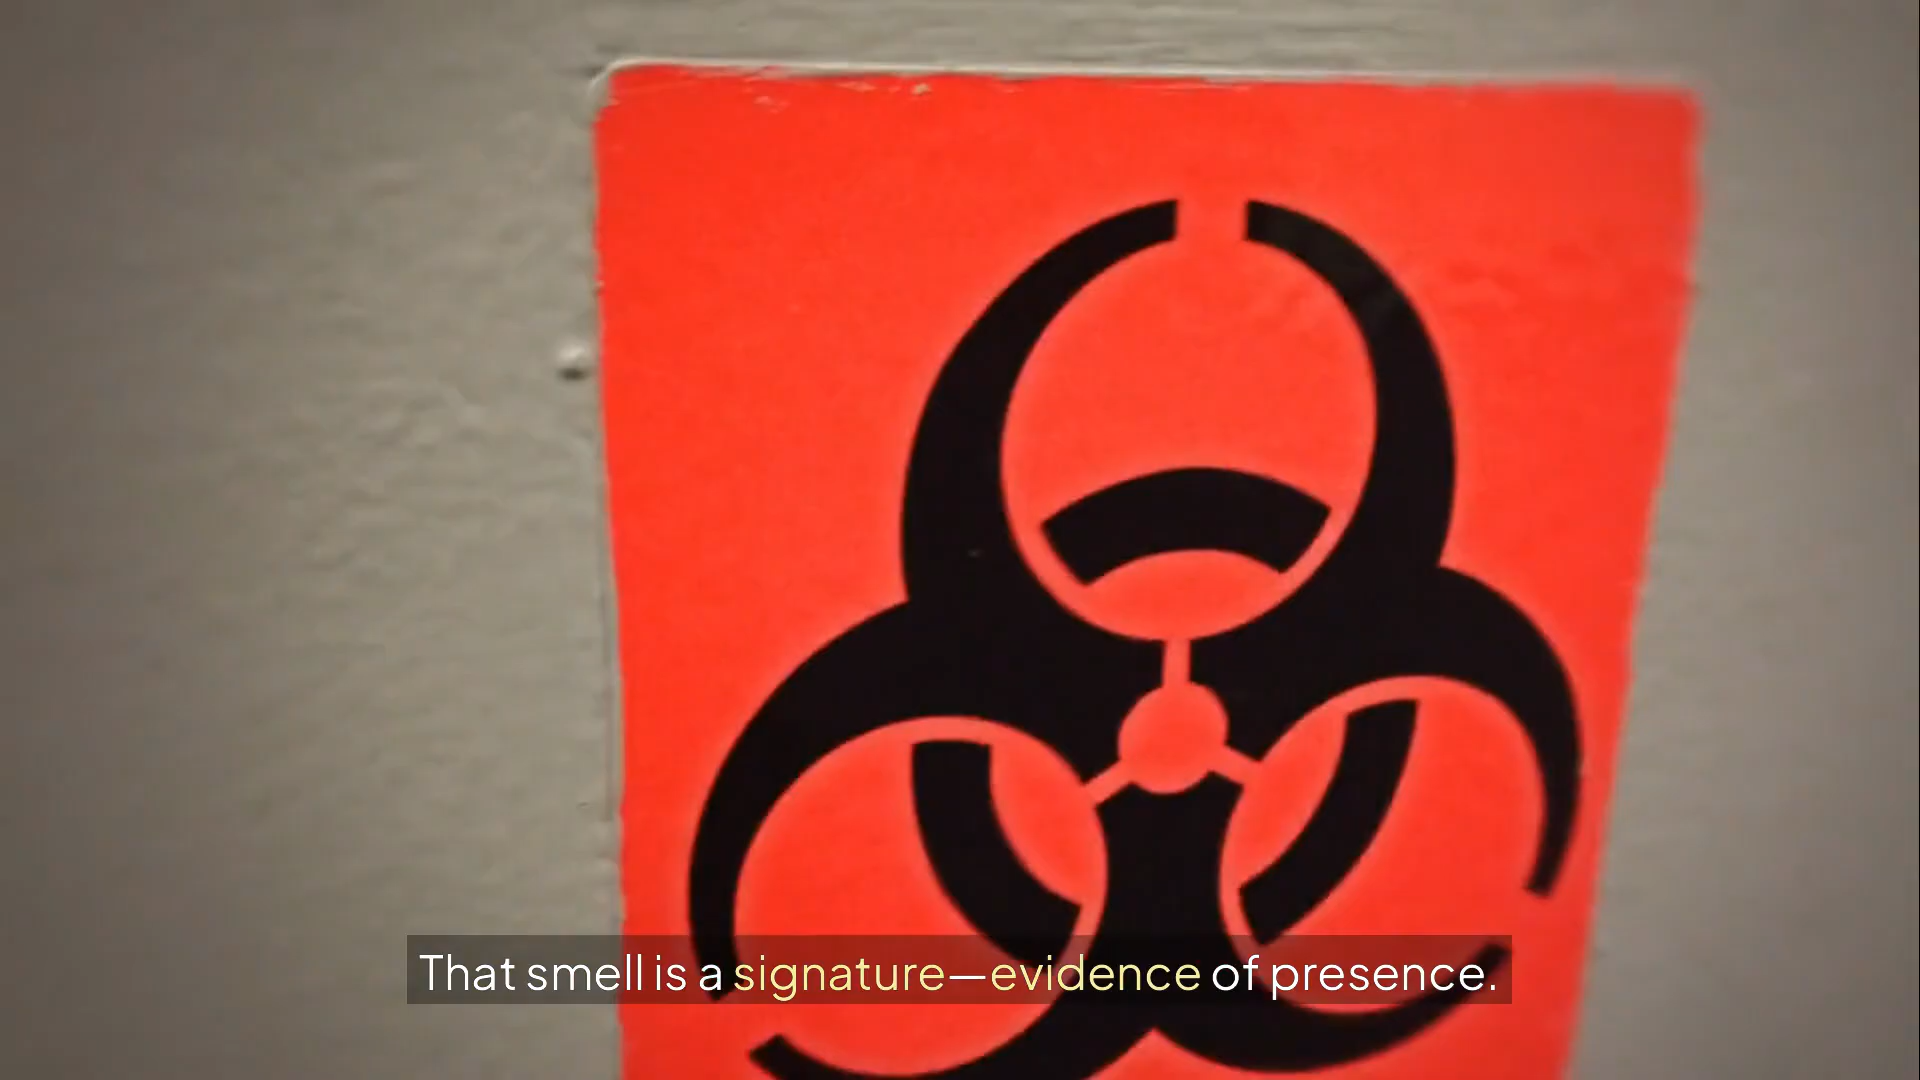 That smell is a signature—evidence of presence.